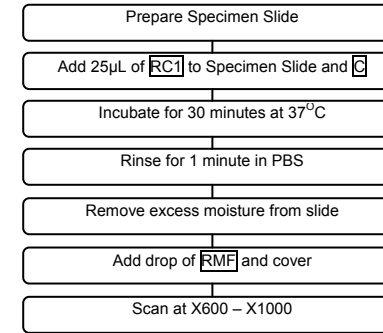 Prepare Specimen Slide
Add 25µL of RC1 to Specimen Slide and C
Incubate for 30 minutes at 37°C
Rinse for 1 minute in PBS
Remove excess moisture from slide
Add drop of RMF and cover
Scan at X600 – X1000